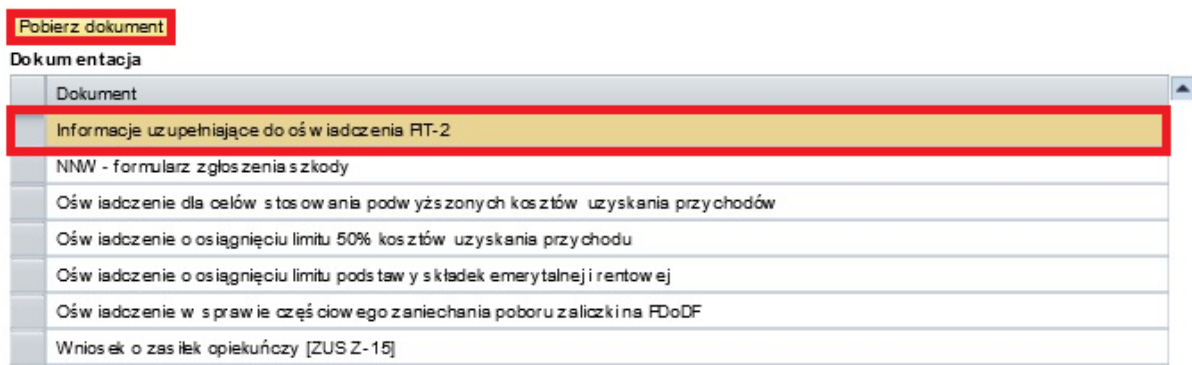 Pobierz dokument
Dokumentacja
Dokument
Informacje uzupełniające do oświadczenia PIT-2
NNW - formularz zgłoszenia szkody
Oświadczenie dla celów stosowania podwyższonych kosztów uzyskania przychodów
Oświadczenie o osiągnięciu limitu 50% kosztów uzyskania przychodu
Oświadczenie o osiągnięciu limitu podstawy składek emerytalnej i rentowej
Oświadczenie w sprawie częściowego zaniechania poboru zaliczki na PDoDF
Wniosek o zasiłek opiekuńczy [ZUS Z-15]